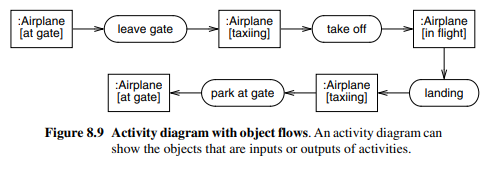 :Airplane
[at gate]
leave gate
:Airplane
[taxiing]
take off
:Airplane
[in flight]
landing
:Airplane
[taxiing]
park at gate
:Airplane
[at gate]
Figure 8.9 Activity diagram with object flows. An activity diagram can
show the objects that are inputs or outputs of activities.